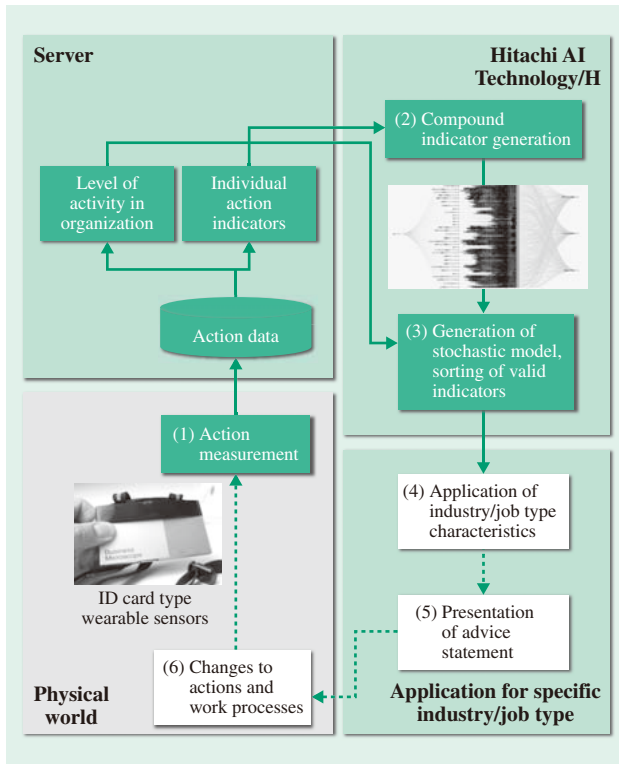 Server
Hitachi AI
Technology/H
(2) Compound
indicator generation
Level of
activity in
organization
Individual
action
indicators
Action data
(3) Generation of
stochastic model,
sorting of valid
indicators
(1) Action
measurement
Business
Microscope
ID card type
wearable sensors
(4) Application of
industry/job type
characteristics
(5) Presentation
of advice
statement
(6) Changes to
actions and
work processes
Physical
world
Application for specific
industry/job type